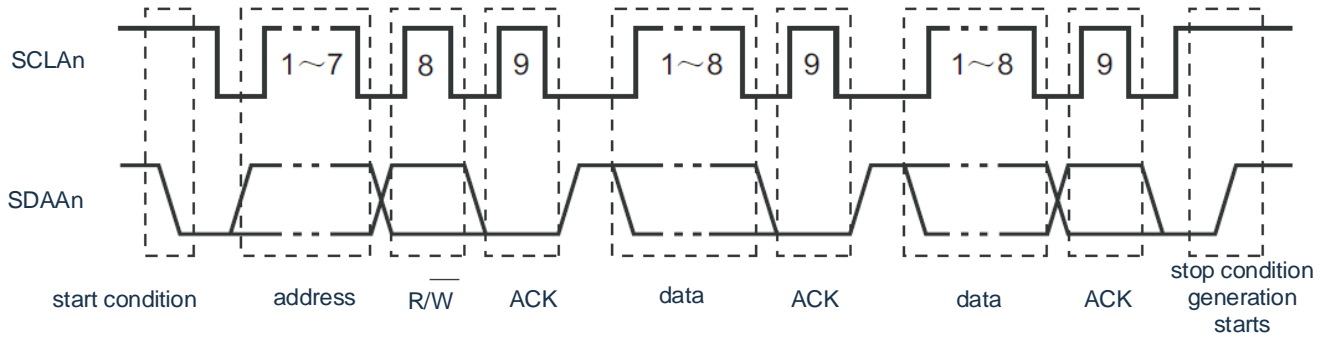 SCLAn
1～7
8
9
1～8
9
1～8
9
SDAAn
start condition
address
R/W̅
ACK
data
ACK
data
ACK
stop condition
generation
starts